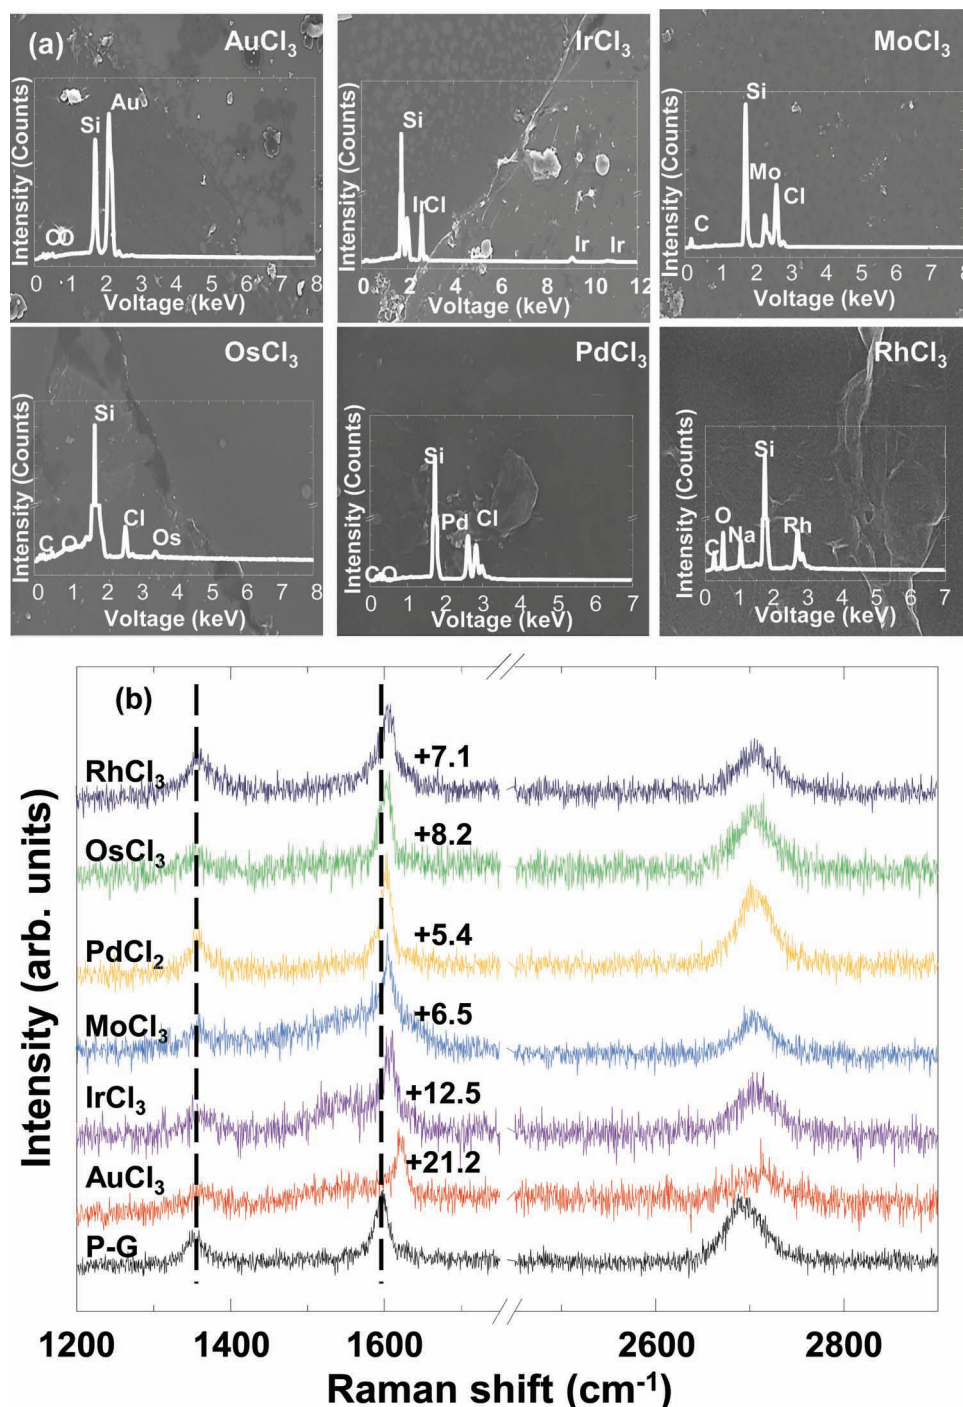 (a)
AuCl3
Intensity (Counts)
Si
Au
C
O
0 1 2 3 4 5 6 7 8
Voltage (keV)
IrCl3
Intensity (Counts)
Si
Ir
Cl
Ir
Ir
0 2 4 6 8 10 12
Voltage (keV)
MoCl3
Intensity (Counts)
Si
Mo
Cl
C
0 1 2 3 4 5 6 7 8
Voltage (keV)
OsCl3
Intensity (Counts)
Si
Cl
C
O
Os
0 1 2 3 4 5 6 7 8
Voltage (keV)
PdCl3
Intensity (Counts)
Si
Pd
Cl
C
O
0 1 2 3 4 5 6 7
Voltage (keV)
RhCl3
Intensity (Counts)
Si
O
Na
Rh
C
0 1 2 3 4 5 6 7
Voltage (keV)
(b)
RhCl3
+7.1
OsCl3
+8.2
PdCl2
+5.4
MoCl3
+6.5
IrCl3
+12.5
AuCl3
+21.2
P-G
Intensity (arb. units)
1200 1400 1600 2600 2800
Raman shift (cm-1)